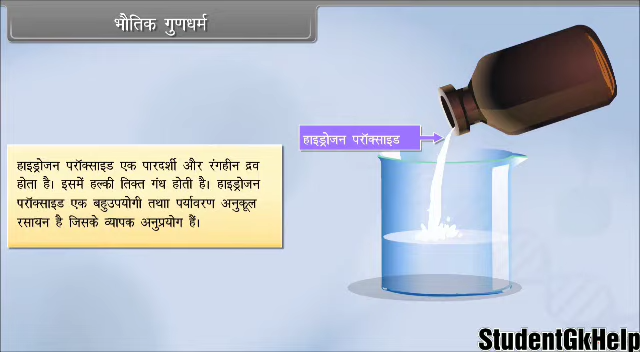 भौतिक गुणधर्म
हाइड्रोजन परॉक्साइड
हाइड्रोजन परॉक्साइड एक पारदर्शी और रंगहीन द्रव
होता है। इसमें हल्की तिक्त गंध होती है। हाइड्रोजन
परॉक्साइड एक बहुउपयोगी तथाा पर्यावरण अनुकूल
रसायन है जिसके व्यापक अनुप्रयोग हैं।
StudentGkHelp